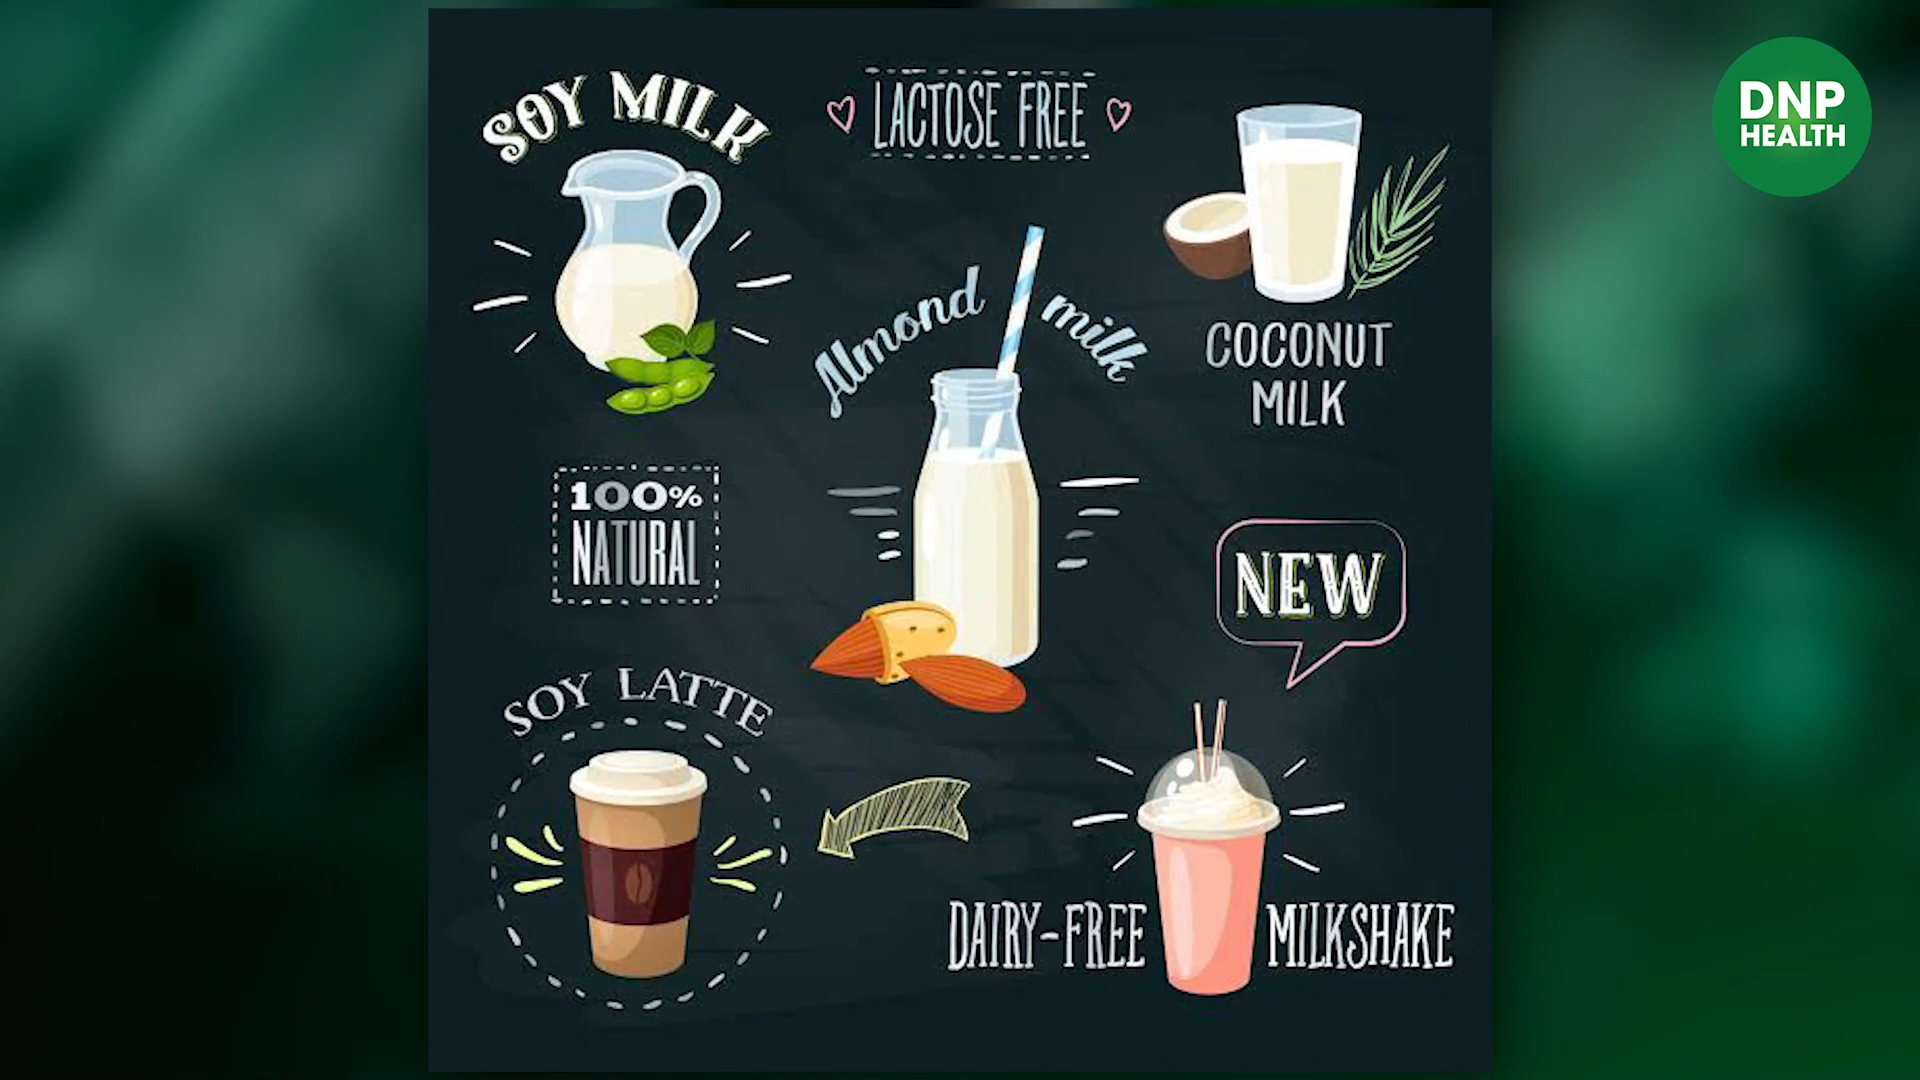 SOY MILK
LACTOSE FREE
DNP
HEALTH
Almond milk
COCONUT
MILK
100%
NATURAL
NEW
SOY LATTE
DAIRY-FREE MILKSHAKE